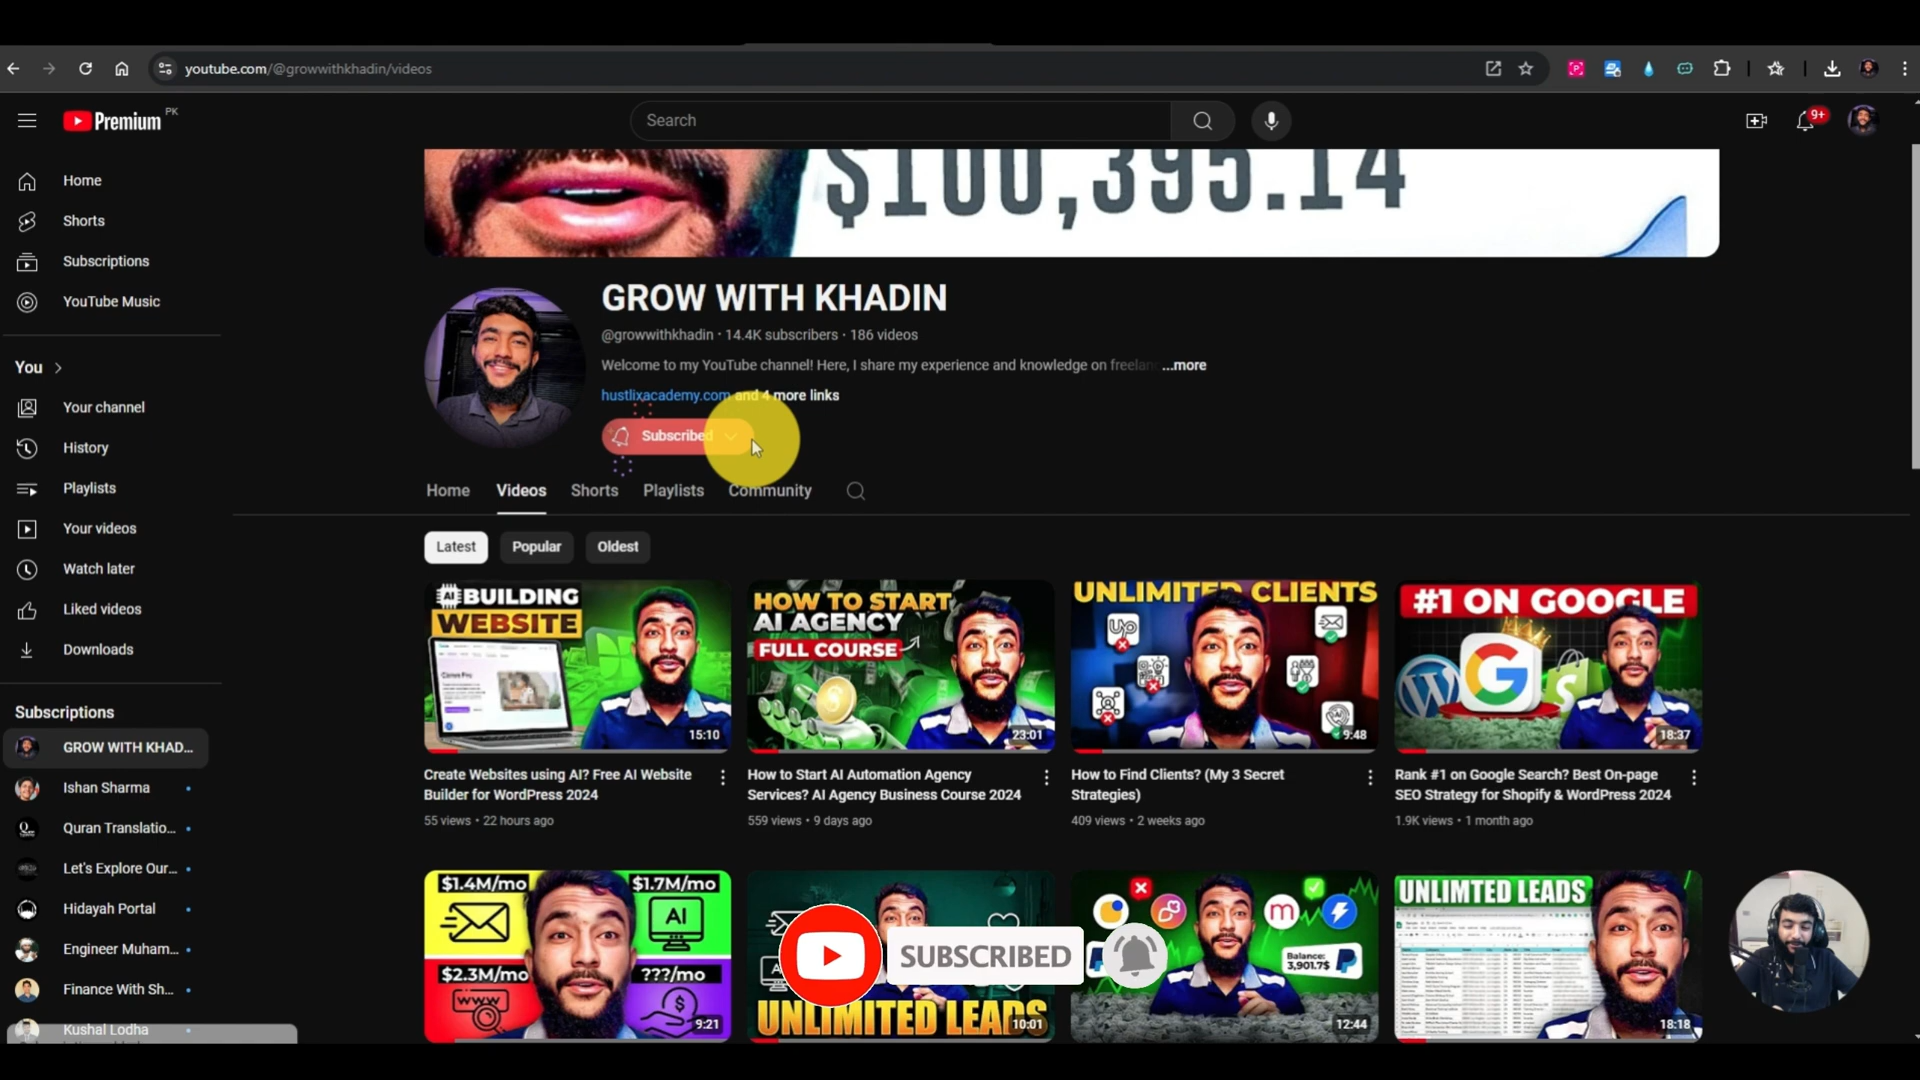 youtube.com/@growwithkhadin/videos
Premium PK
Search
9+
Home
Shorts
Subscriptions
YouTube Music
You
Your channel
History
Playlists
Your videos
Watch later
Liked videos
Downloads
Subscriptions
GROW WITH KHAD...
Ishan Sharma
Quran Translatio...
Let's Explore Our...
Hidayah Portal
Engineer Muham...
Finance With Sh...
Kushal Lodha
$100,395.14
GROW WITH KHADIN
@growwithkhadin · 14.4K subscribers · 186 videos
Welcome to my YouTube channel! Here, I share my experience and knowledge on freelan ...more
hustlixacademy.com and 4 more links
Subscribed
Home Videos Shorts Playlists Community
Latest Popular Oldest
AI BUILDING
WEBSITE
15:10
HOW TO START
AI AGENCY
FULL COURSE
23:01
UNLIMITED CLIENTS
Up
9:48
#1 ON GOOGLE
18:37
Create Websites using AI? Free AI Website
Builder for WordPress 2024
55 views · 22 hours ago
How to Start AI Automation Agency
Services? AI Agency Business Course 2024
559 views · 9 days ago
How to Find Clients? (My 3 Secret
Strategies)
409 views · 2 weeks ago
Rank #1 on Google Search? Best On-page
SEO Strategy for Shopify & WordPress 2024
1.9K views · 1 month ago
$1.4M/mo
$1.7M/mo
AI
$2.3M/mo
???/mo
www
9:21
UNLIMITED LEADS
10:01
Balance:
3,901.7$
12:44
UNLIMTED LEADS
18:18
SUBSCRIBED